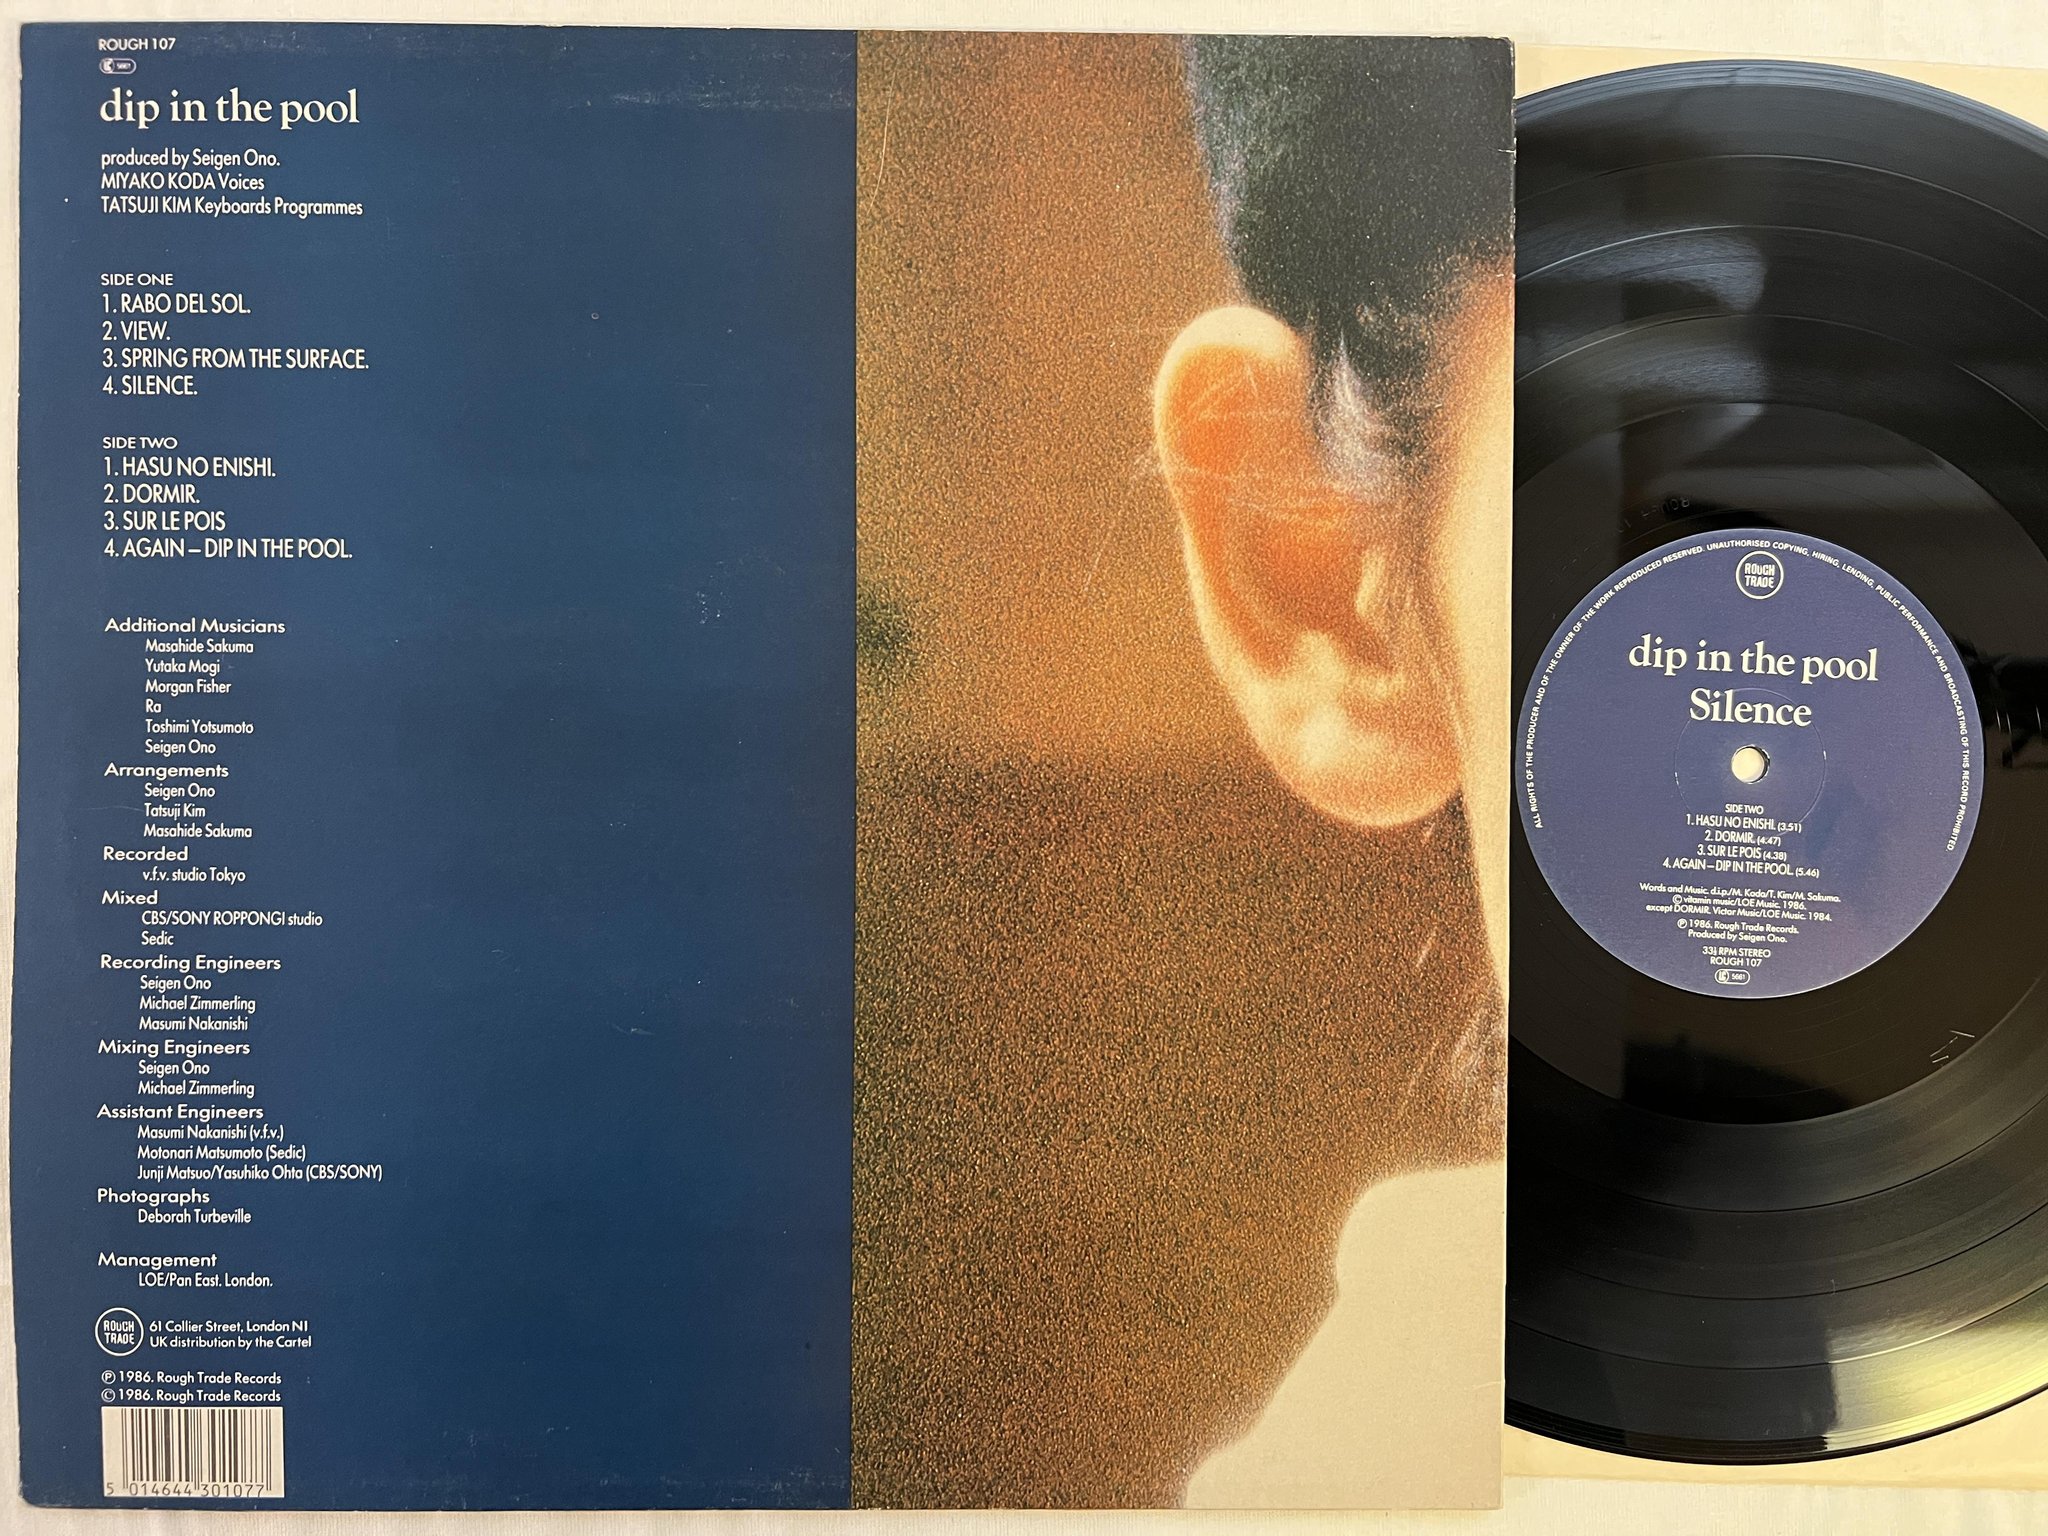 ROUGH 107
dip in the pool
produced by Seigen Ono.
MIYAKO KODA Voices
TATSUJI KIM Keyboards Programmes
SIDE ONE
1. RABO DEL SOL.
2. VIEW.
3. SPRING FROM THE SURFACE.
4. SILENCE.
SIDE TWO
1. HASU NO ENISHI.
2. DORMIR.
3. SUR LE POIS
4. AGAIN – DIP IN THE POOL.
Additional Musicians
Masahide Sakuma
Yutaka Mogi
Morgan Fisher
Ra
Toshimi Yotsumoto
Seigen Ono
Arrangements
Seigen Ono
Tatsuji Kim
Masahide Sakuma
Recorded
v.f.v. studio Tokyo
Mixed
CBS/SONY ROPPONGI studio
Sedic
Recording Engineers
Seigen Ono
Michael Zimmerling
Masumi Nakanishi
Mixing Engineers
Seigen Ono
Michael Zimmerling
Assistant Engineers
Masumi Nakanishi (v.f.v.)
Motonari Matsumoto (Sedic)
Junji Matsuo/Yasuhiko Ohta (CBS/SONY)
Photographs
Deborah Turbeville
Management
LOE/Pan East. London.
ROUGH TRADE
61 Collier Street, London N1
UK distribution by the Cartel
Ⓟ 1986. Rough Trade Records
© 1986. Rough Trade Records
5 014644 301077
ALL RIGHTS OF THE PRODUCER AND OF THE OWNER OF THE WORK REPRODUCED RESERVED. UNAUTHORISED COPYING, HIRING, LENDING, PUBLIC PERFORMANCE AND BROADCASTING OF THIS RECORD PROHIBITED
ROUGH
TRADE
dip in the pool
Silence
SIDE TWO
1. HASU NO ENISHI. (3.51)
2. DORMIR. (4:47)
3. SUR LE POIS (4.38)
4. AGAIN – DIP IN THE POOL. (5.46)
Words and Music. d.i.p./M. Koda/T. Kim/M. Sakuma.
© vitamin music/LOE Music. 1986.
except DORMIR. Victor Music/LOE Music. 1984.
Ⓟ 1986. Rough Trade Records.
Produced by Seigen Ono.
33⅓ RPM STEREO
ROUGH 107
5661